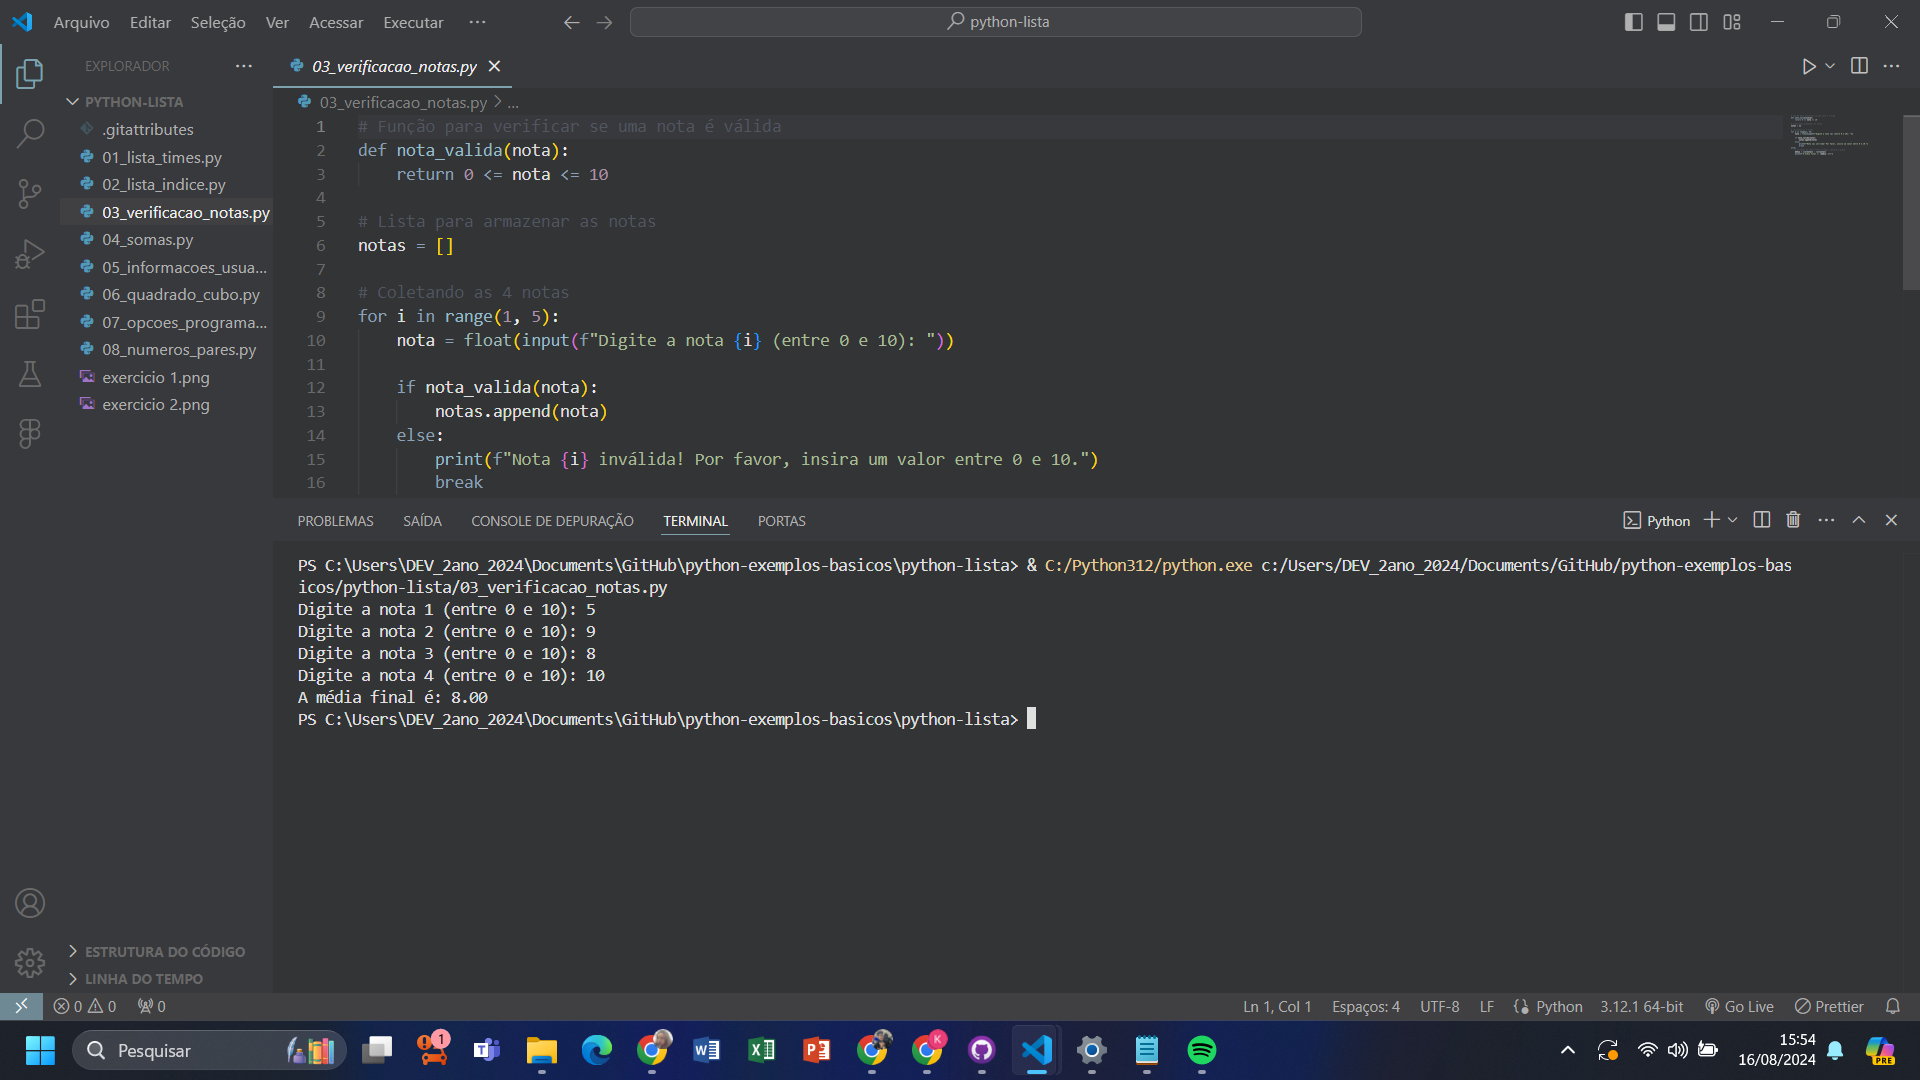 Arquivo Editar Seleção Ver Acessar Executar ···
python-lista
EXPLORADOR ···
03_verificacao_notas.py
PYTHON-LISTA
.gitattributes
01_lista_times.py
02_lista_indice.py
03_verificacao_notas.py
04_somas.py
05_informacoes_usua...
06_quadrado_cubo.py
07_opcoes_programa...
08_numeros_pares.py
exercicio 1.png
exercicio 2.png
ESTRUTURA DO CÓDIGO
LINHA DO TEMPO
03_verificacao_notas.py > ...
1 # Função para verificar se uma nota é válida
2 def nota_valida(nota):
3     return 0 <= nota <= 10
4
5 # Lista para armazenar as notas
6 notas = []
7
8 # Coletando as 4 notas
9 for i in range(1, 5):
10     nota = float(input(f"Digite a nota {i} (entre 0 e 10): "))
11
12     if nota_valida(nota):
13         notas.append(nota)
14     else:
15         print(f"Nota {i} inválida! Por favor, insira um valor entre 0 e 10.")
16         break
PROBLEMAS SAÍDA CONSOLE DE DEPURAÇÃO TERMINAL PORTAS
Python
PS C:\Users\DEV_2ano_2024\Documents\GitHub\python-exemplos-basicos\python-lista> & C:/Python312/python.exe c:/Users/DEV_2ano_2024/Documents/GitHub/python-exemplos-bas
icos/python-lista/03_verificacao_notas.py
Digite a nota 1 (entre 0 e 10): 5
Digite a nota 2 (entre 0 e 10): 9
Digite a nota 3 (entre 0 e 10): 8
Digite a nota 4 (entre 0 e 10): 10
A média final é: 8.00
PS C:\Users\DEV_2ano_2024\Documents\GitHub\python-exemplos-basicos\python-lista>
0 0 0
Ln 1, Col 1 Espaços: 4 UTF-8 LF Python 3.12.1 64-bit Go Live Prettier
Pesquisar
1
K
15:54
16/08/2024
PRE